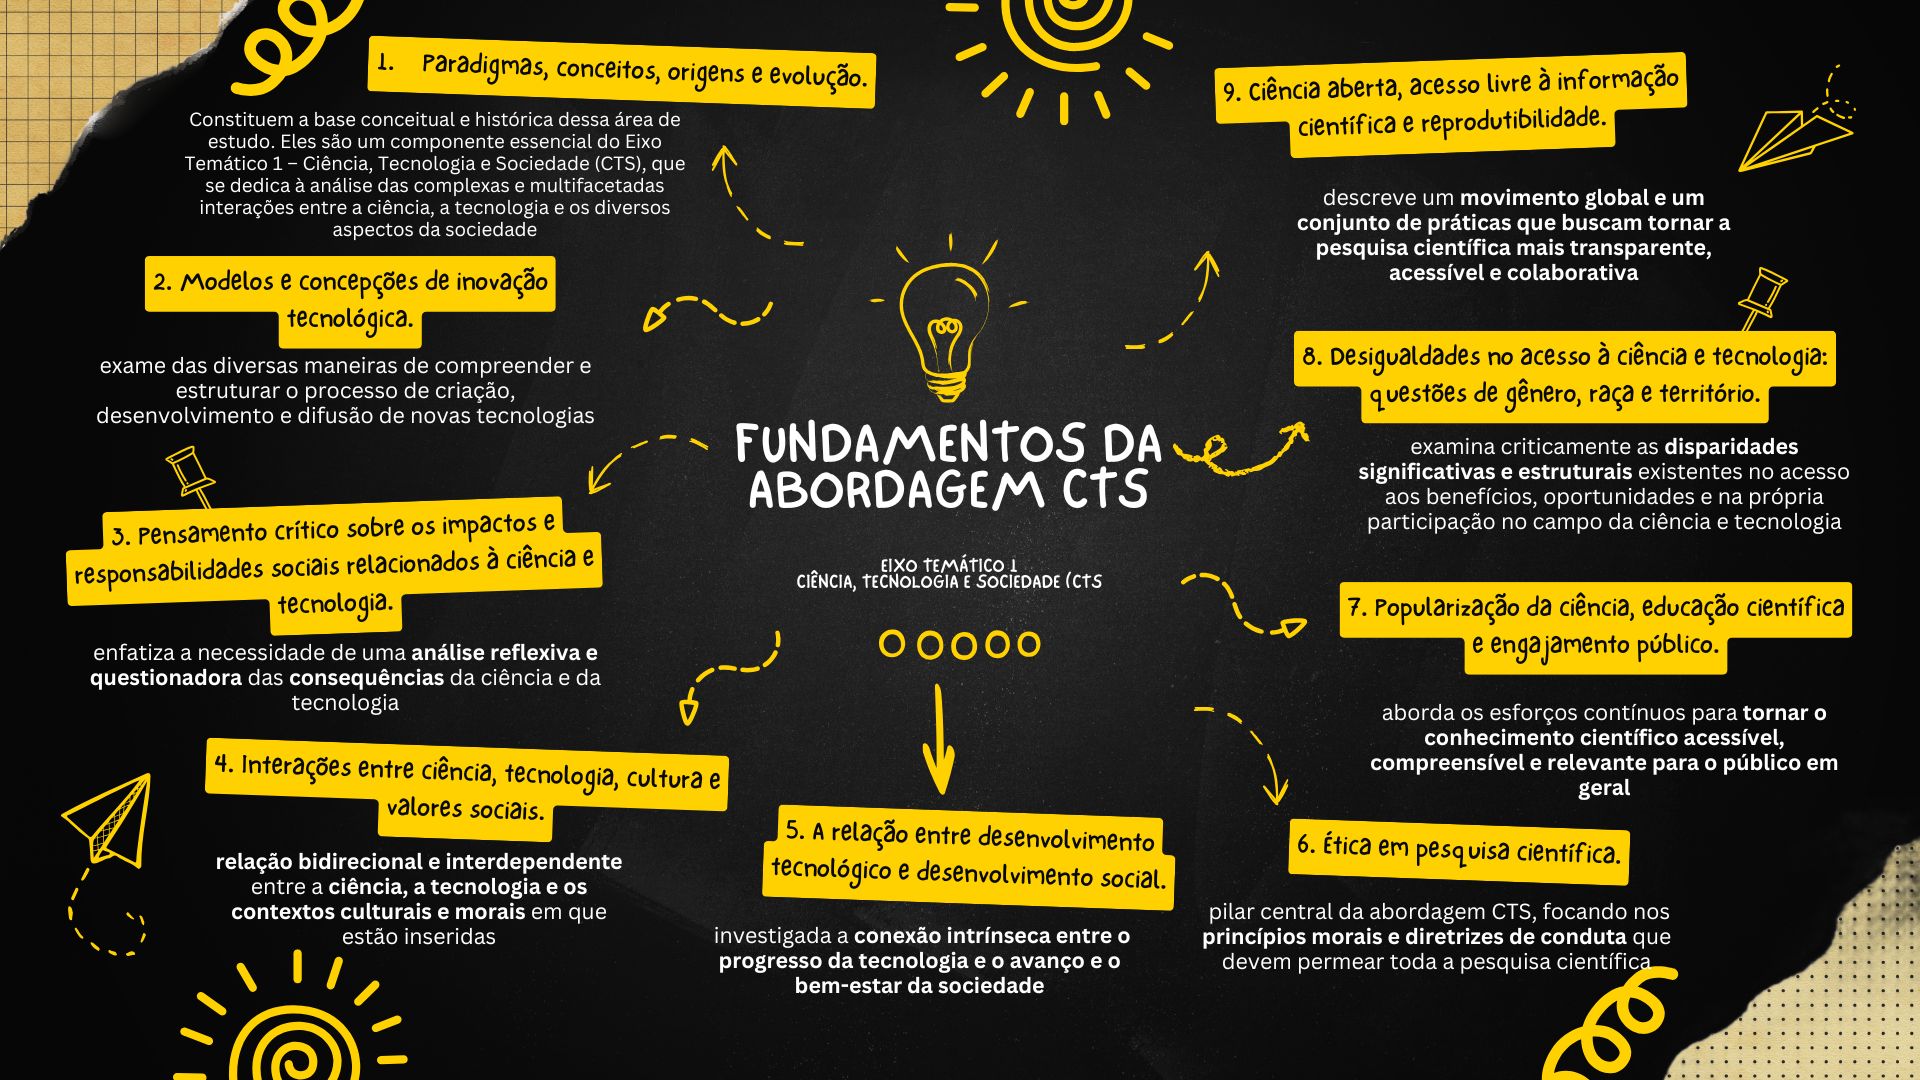 1. Paradigmas, conceitos, origens e evolução.
Constituem a base conceitual e histórica dessa área de
estudo. Eles são um componente essencial do Eixo
Temático 1 – Ciência, Tecnologia e Sociedade (CTS), que
se dedica à análise das complexas e multifacetadas
interações entre a ciência, a tecnologia e os diversos
aspectos da sociedade
2. Modelos e concepções de inovação
tecnológica.
exame das diversas maneiras de compreender e
estruturar o processo de criação,
desenvolvimento e difusão de novas tecnologias
3. Pensamento crítico sobre os impactos e
responsabilidades sociais relacionados à ciência e
tecnologia.
enfatiza a necessidade de uma análise reflexiva e
questionadora das consequências da ciência e da
tecnologia
4. Interações entre ciência, tecnologia, cultura e
valores sociais.
relação bidirecional e interdependente
entre a ciência, a tecnologia e os
contextos culturais e morais em que
estão inseridas
FUNDAMENTOS DA
ABORDAGEM CTS
EIXO TEMÁTICO 1
CIÊNCIA, TECNOLOGIA E SOCIEDADE (CTS
5. A relação entre desenvolvimento
tecnológico e desenvolvimento social.
investigada a conexão intrínseca entre o
progresso da tecnologia e o avanço e o
bem-estar da sociedade
6. Ética em pesquisa científica.
pilar central da abordagem CTS, focando nos
princípios morais e diretrizes de conduta que
devem permear toda a pesquisa científica
7. Popularização da ciência, educação científica
e engajamento público.
aborda os esforços contínuos para tornar o
conhecimento científico acessível,
compreensível e relevante para o público em
geral
8. Desigualdades no acesso à ciência e tecnologia:
questões de gênero, raça e território.
examina criticamente as disparidades
significativas e estruturais existentes no acesso
aos benefícios, oportunidades e na própria
participação no campo da ciência e tecnologia
9. Ciência aberta, acesso livre à informação
científica e reprodutibilidade.
descreve um movimento global e um
conjunto de práticas que buscam tornar a
pesquisa científica mais transparente,
acessível e colaborativa